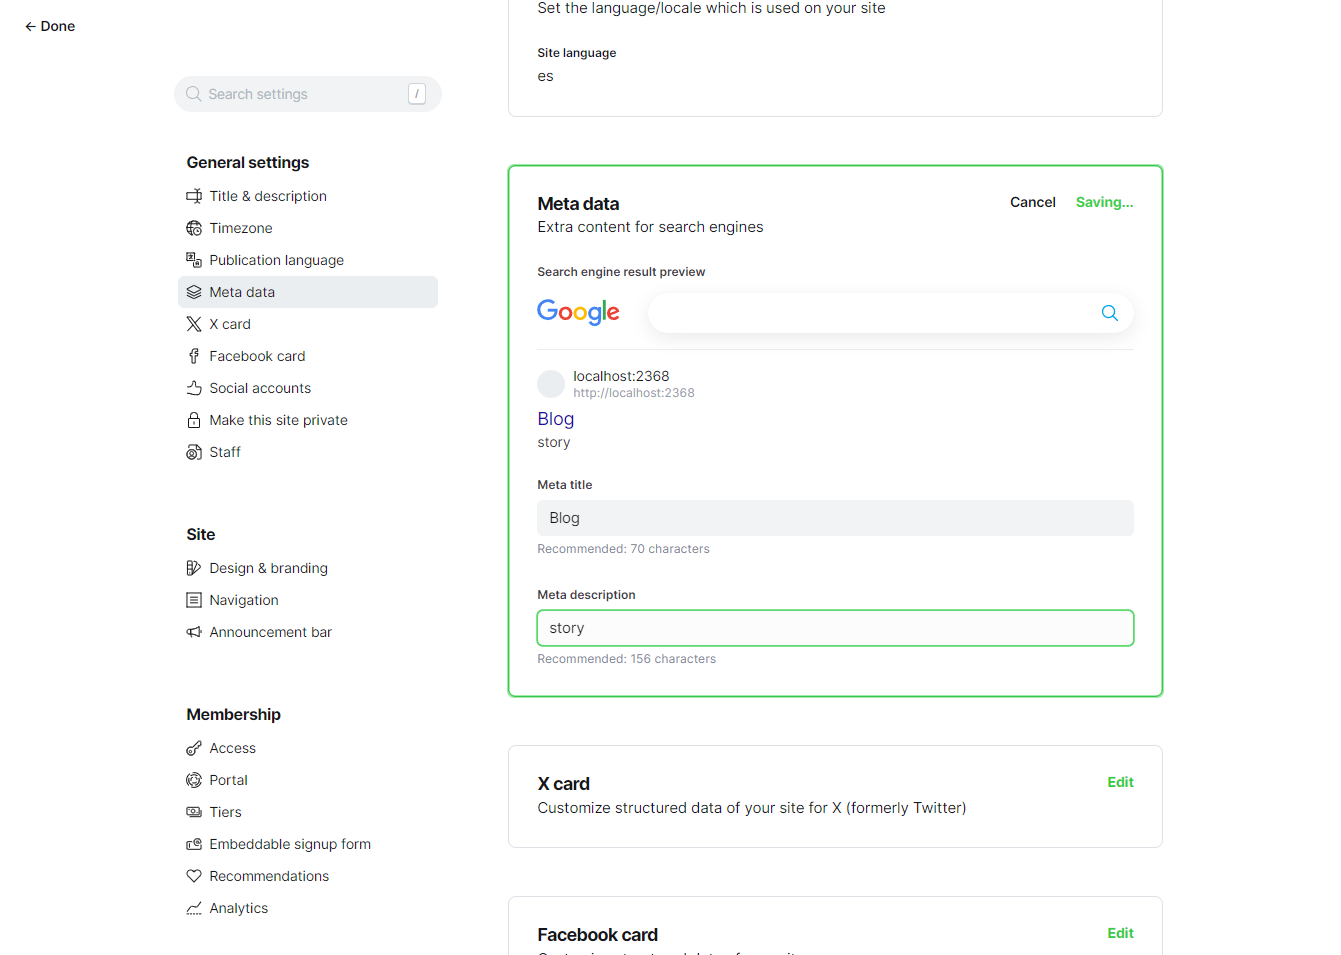 Done
Search settings /
General settings
Title & description
Timezone
Publication language
Meta data
X card
Facebook card
Social accounts
Make this site private
Staff
Site
Design & branding
Navigation
Announcement bar
Membership
Access
Portal
Tiers
Embeddable signup form
Recommendations
Analytics
Set the language/locale which is used on your site
Site language
es
Meta data
Cancel Saving...
Extra content for search engines
Search engine result preview
Google
localhost:2368
http://localhost:2368
Blog
story
Meta title
Blog
Recommended: 70 characters
Meta description
story
Recommended: 156 characters
X card
Edit
Customize structured data of your site for X (formerly Twitter)
Facebook card
Edit